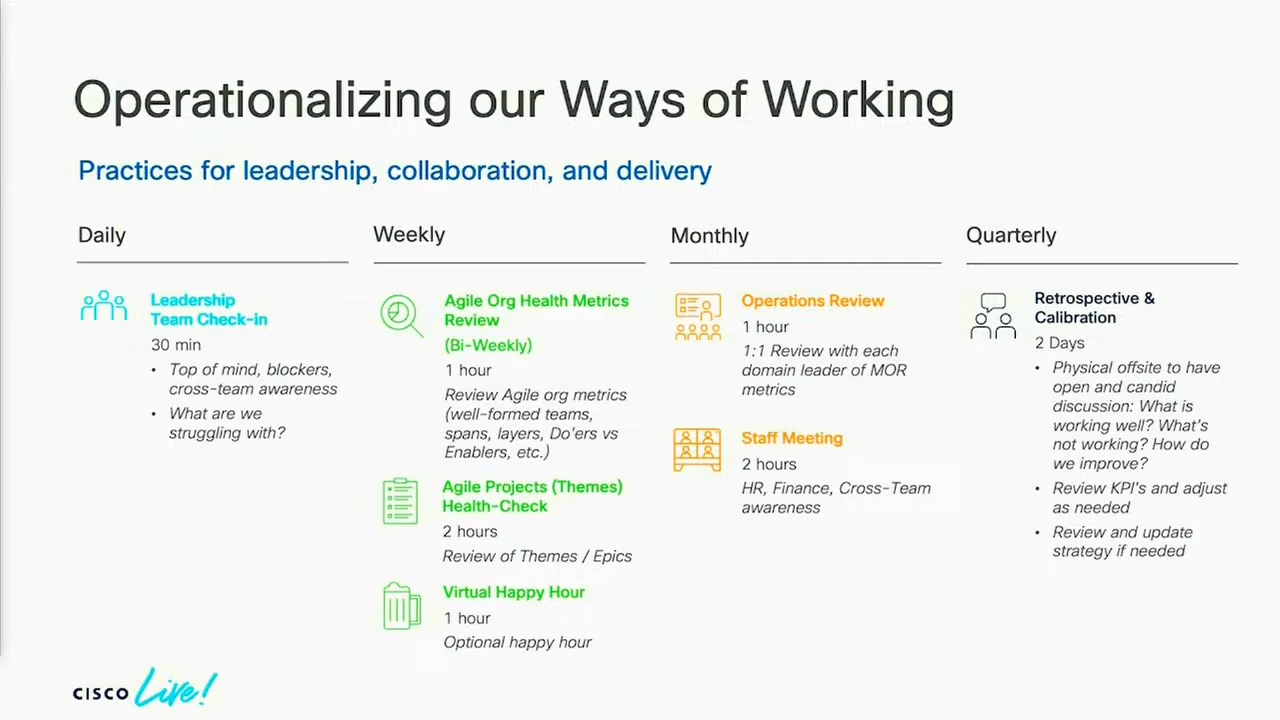 Operationalizing our Ways of Working
Practices for leadership, collaboration, and delivery
Daily
Leadership
Team Check-in
30 min
• Top of mind, blockers,
cross-team awareness
• What are we
struggling with?
Weekly
Agile Org Health Metrics
Review
(Bi-Weekly)
1 hour
Review Agile org metrics
(well-formed teams,
spans, layers, Do'ers vs
Enablers, etc.)
Agile Projects (Themes)
Health-Check
2 hours
Review of Themes / Epics
Virtual Happy Hour
1 hour
Optional happy hour
Monthly
Operations Review
1 hour
1:1 Review with each
domain leader of MOR
metrics
Staff Meeting
2 hours
HR, Finance, Cross-Team
awareness
Quarterly
Retrospective &
Calibration
2 Days
• Physical offsite to have
open and candid
discussion: What is
working well? What's
not working? How do
we improve?
• Review KPI's and adjust
as needed
• Review and update
strategy if needed
CISCO Live!